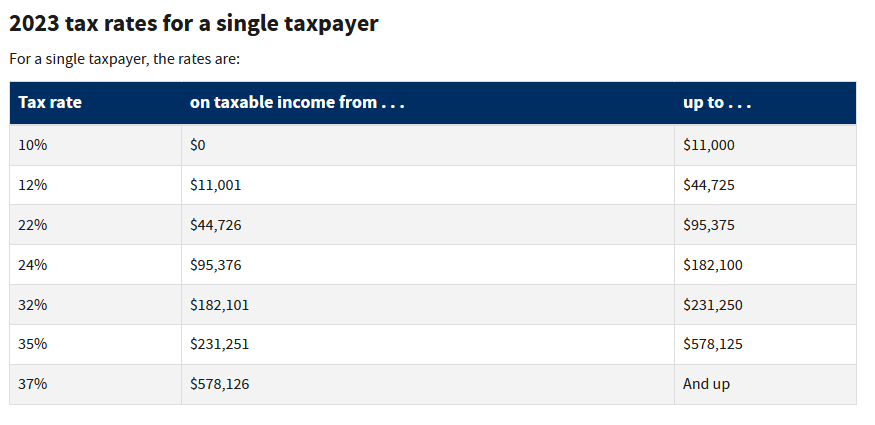 2023 tax rates for a single taxpayer
For a single taxpayer, the rates are:
Tax rate on taxable income from . . . up to . . .
10% $0 $11,000
12% $11,001 $44,725
22% $44,726 $95,375
24% $95,376 $182,100
32% $182,101 $231,250
35% $231,251 $578,125
37% $578,126 And up